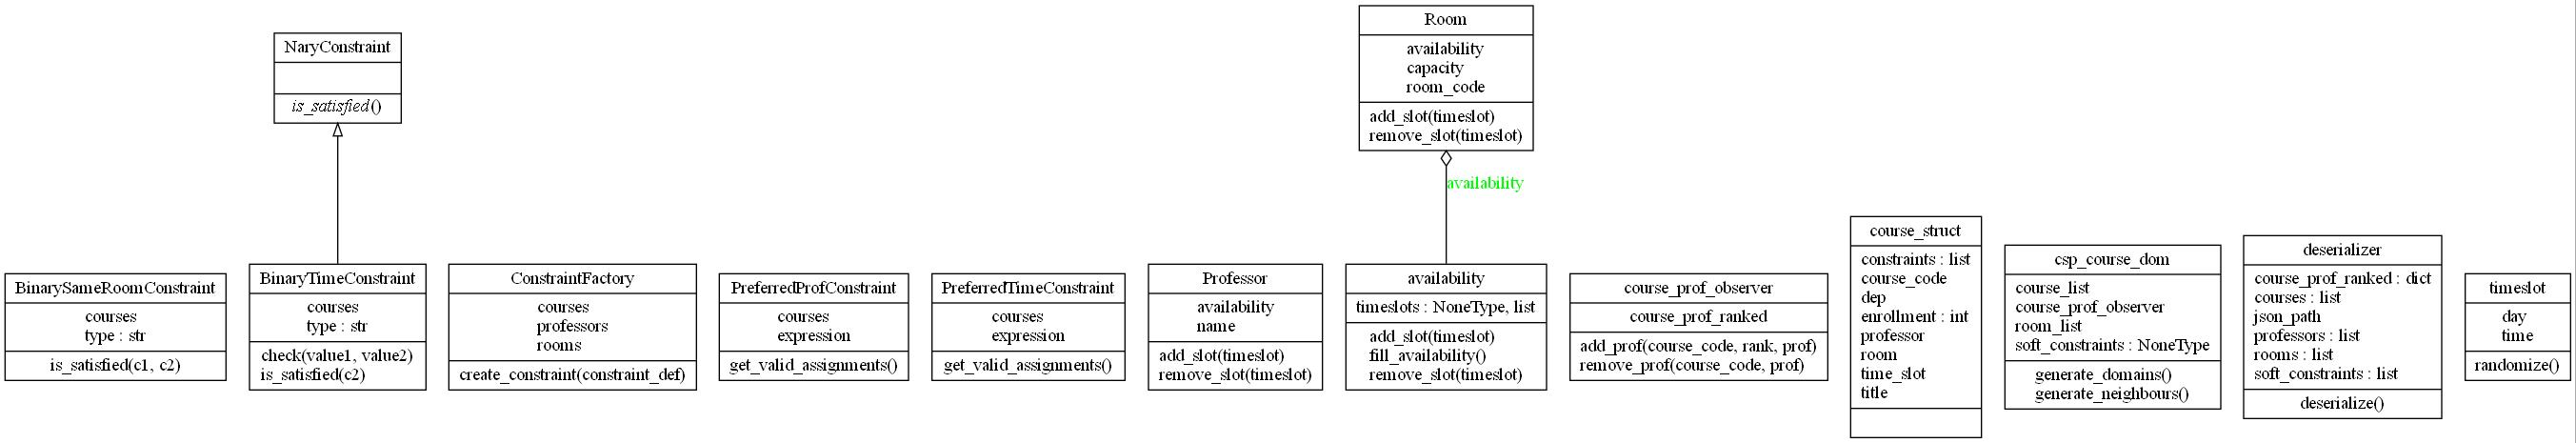 NaryConstraint
is_satisfied()
Room
availability
capacity
room_code
add_slot(timeslot)
remove_slot(timeslot)
availability
BinarySameRoomConstraint
courses
type : str
is_satisfied(c1, c2)
BinaryTimeConstraint
courses
type : str
check(value1, value2)
is_satisfied(c2)
ConstraintFactory
courses
professors
rooms
create_constraint(constraint_def)
PreferredProfConstraint
courses
expression
get_valid_assignments()
PreferredTimeConstraint
courses
expression
get_valid_assignments()
Professor
availability
name
add_slot(timeslot)
remove_slot(timeslot)
availability
timeslots : NoneType, list
add_slot(timeslot)
fill_availability()
remove_slot(timeslot)
course_prof_observer
course_prof_ranked
add_prof(course_code, rank, prof)
remove_prof(course_code, prof)
course_struct
constraints : list
course_code
dep
enrollment : int
professor
room
time_slot
title
csp_course_dom
course_list
course_prof_observer
room_list
soft_constraints : NoneType
generate_domains()
generate_neighbours()
deserializer
course_prof_ranked : dict
courses : list
json_path
professors : list
rooms : list
soft_constraints : list
deserialize()
timeslot
day
time
randomize()